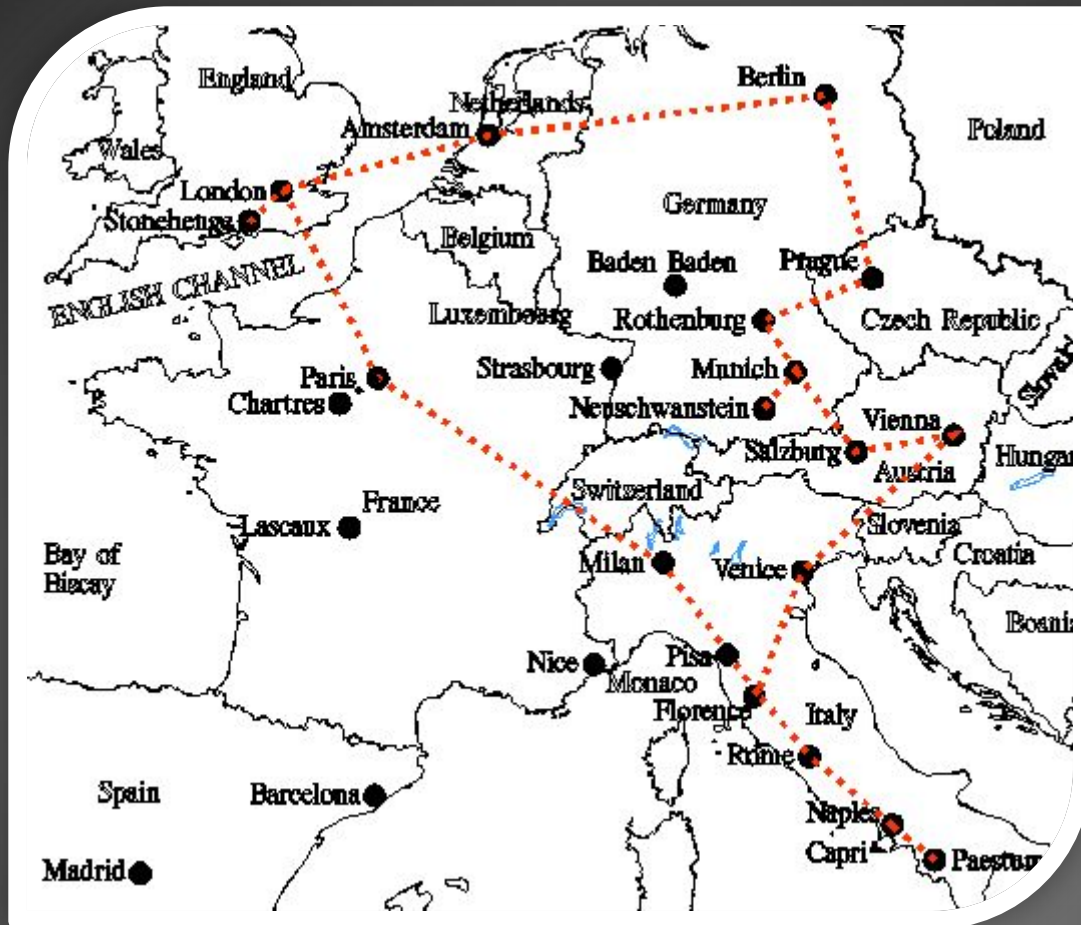 England
Berlin
Netherlands
Amsterdam
Poland
Wales
London
Stonehenge
Germany
Belgium
ENGLISH CHANNEL
Baden Baden
Prague
Luxembourg
Rothenburg
Czech Republic
Strasbourg
Munich
Paris
Chartres
Neuschwanstein
Slovak
Vienna
Salzburg
Austria
Hungar
Switzerland
France
Lascaux
Slovenia
Croatia
Bay of
Biscay
Milan
Venice
Bosnia
Nice
Pisa
Monaco
Florence
Italy
Rome
Spain
Barcelona
Naples
Capri
Madrid
Paestum